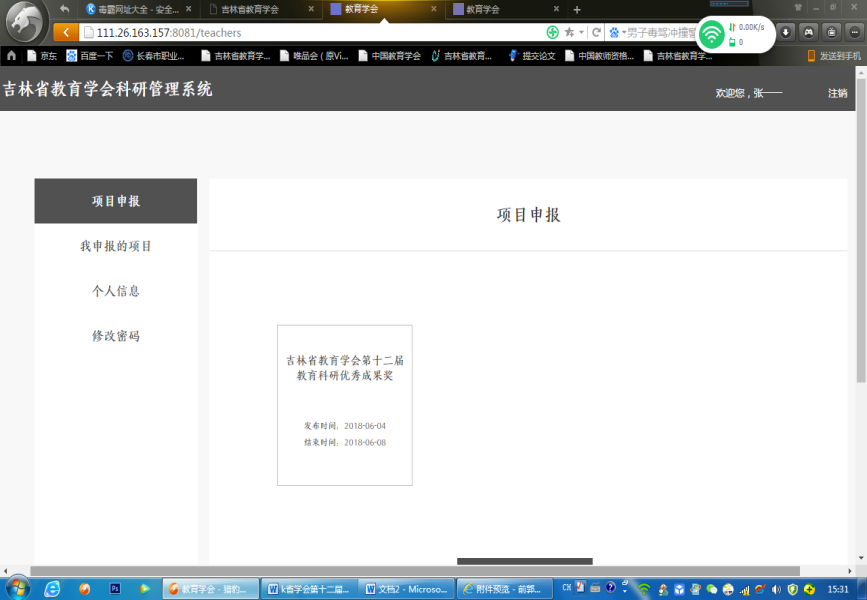 毒霸网址大全 - 安全...
吉林省教育学会
教育学会
教育学会
111.26.163.157:8081/teachers
男子毒驾冲撞警
0.00K/s
0
京东
百度一下
长春市职业...
吉林省教育学...
唯品会（原Vi...
中国教育学会
吉林省教育...
提交论文
中国教师资格...
吉林省教育学...
发送到手机
吉林省教育学会科研管理系统
欢迎您，张一一
注销
项目申报
我申报的项目
个人信息
修改密码
项目申报
吉林省教育学会第十二届
教育科研优秀成果奖
发布时间：2018-06-04
结束时间：2018-06-08
教育学会 - 猎豹...
k省学会第十二届...
文档2 - Microso...
附件预览 - 前郭...
CH
15:31